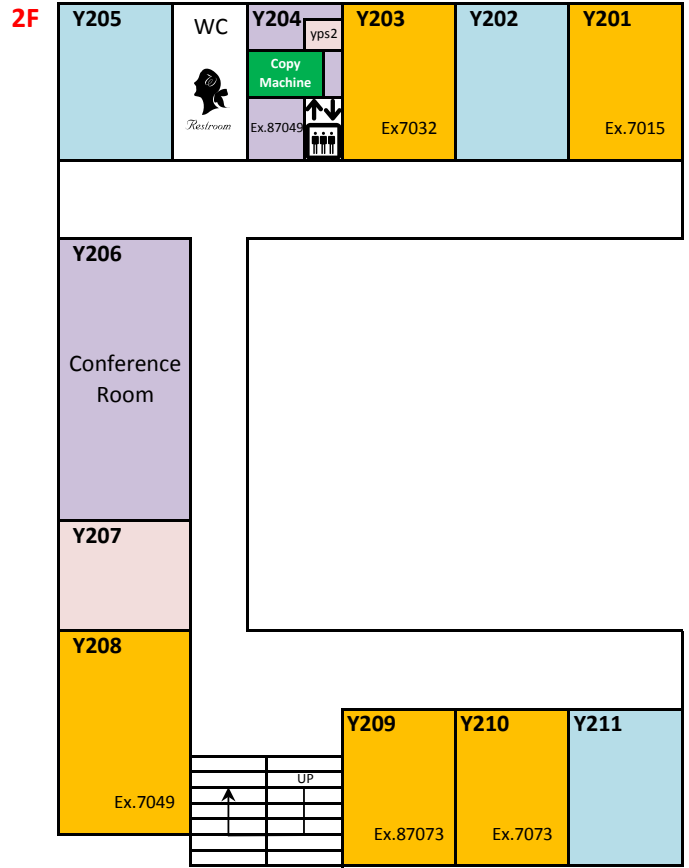 2F
Y205
WC
Restroom
Y204
yps2
Copy
Machine
Ex.87049
Y203
Ex7032
Y202
Y201
Ex.7015
Y206
Conference
Room
Y207
Y208
Ex.7049
UP
Y209
Ex.87073
Y210
Ex.7073
Y211